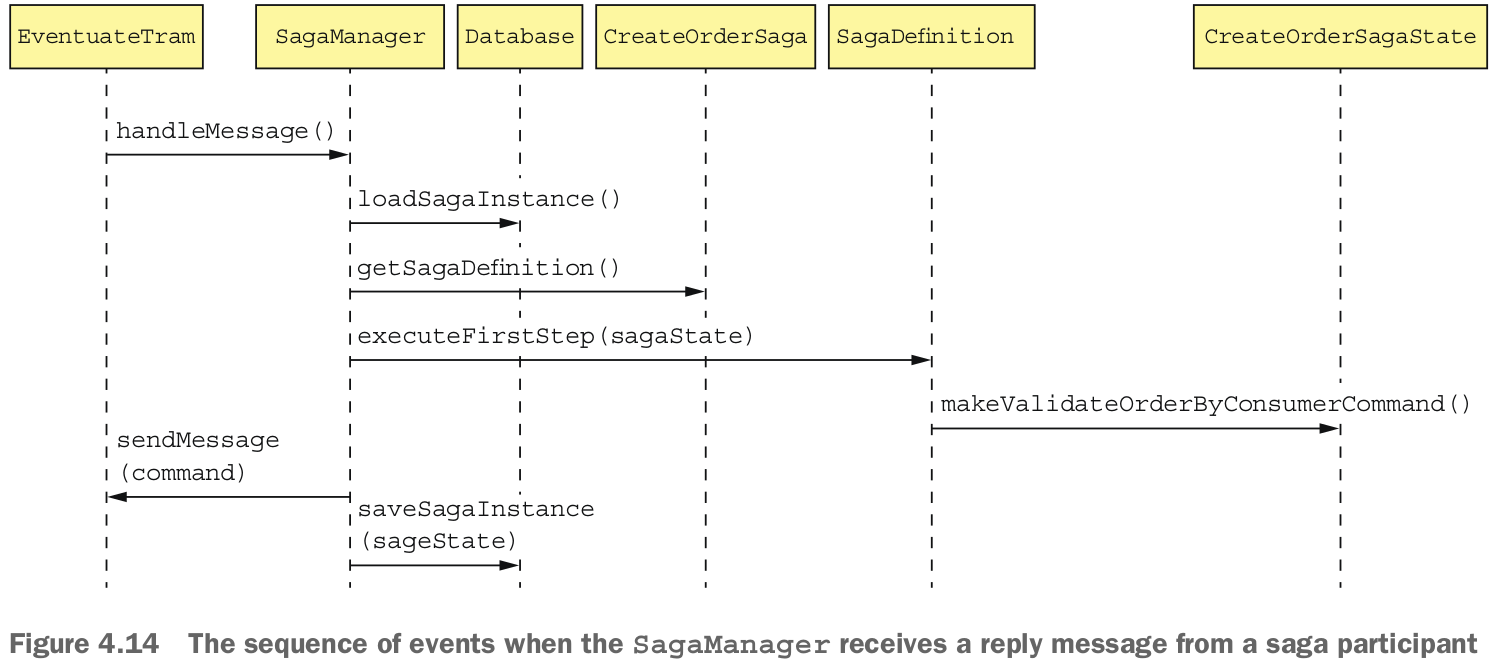 EventuateTram
SagaManager
Database
CreateOrderSaga
SagaDefinition
CreateOrderSagaState
handleMessage()
loadSagaInstance()
getSagaDefinition()
executeFirstStep(sagaState)
makeValidateOrderByConsumerCommand()
sendMessage
(command)
saveSagaInstance
(sageState)
Figure 4.14 The sequence of events when the SagaManager receives a reply message from a saga participant